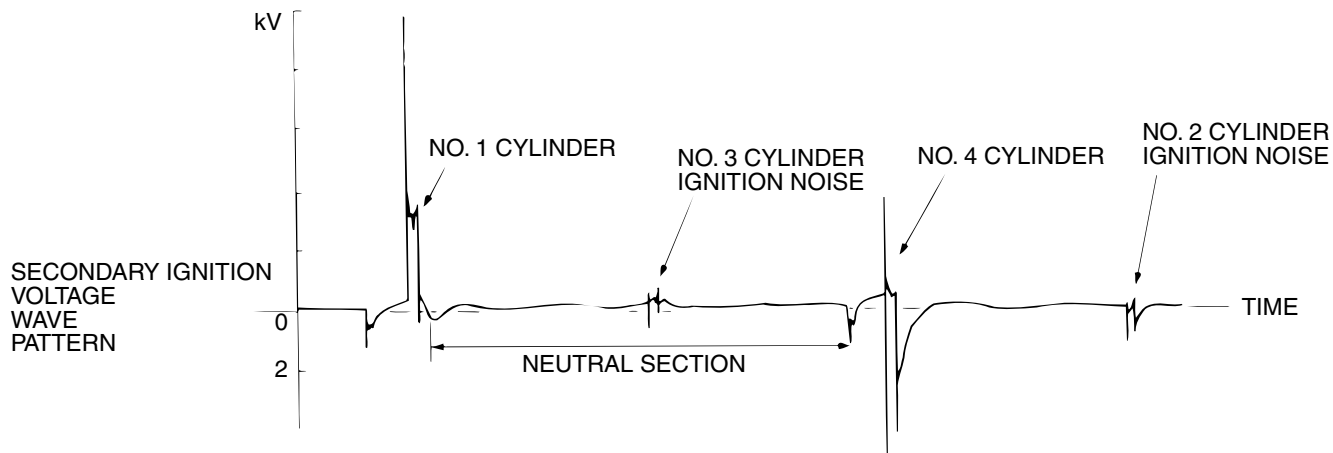 kV
NO. 1 CYLINDER
NO. 3 CYLINDER
IGNITION NOISE
NO. 4 CYLINDER
NO. 2 CYLINDER
IGNITION NOISE
SECONDARY IGNITION
VOLTAGE
WAVE
PATTERN
0
2
TIME
NEUTRAL SECTION